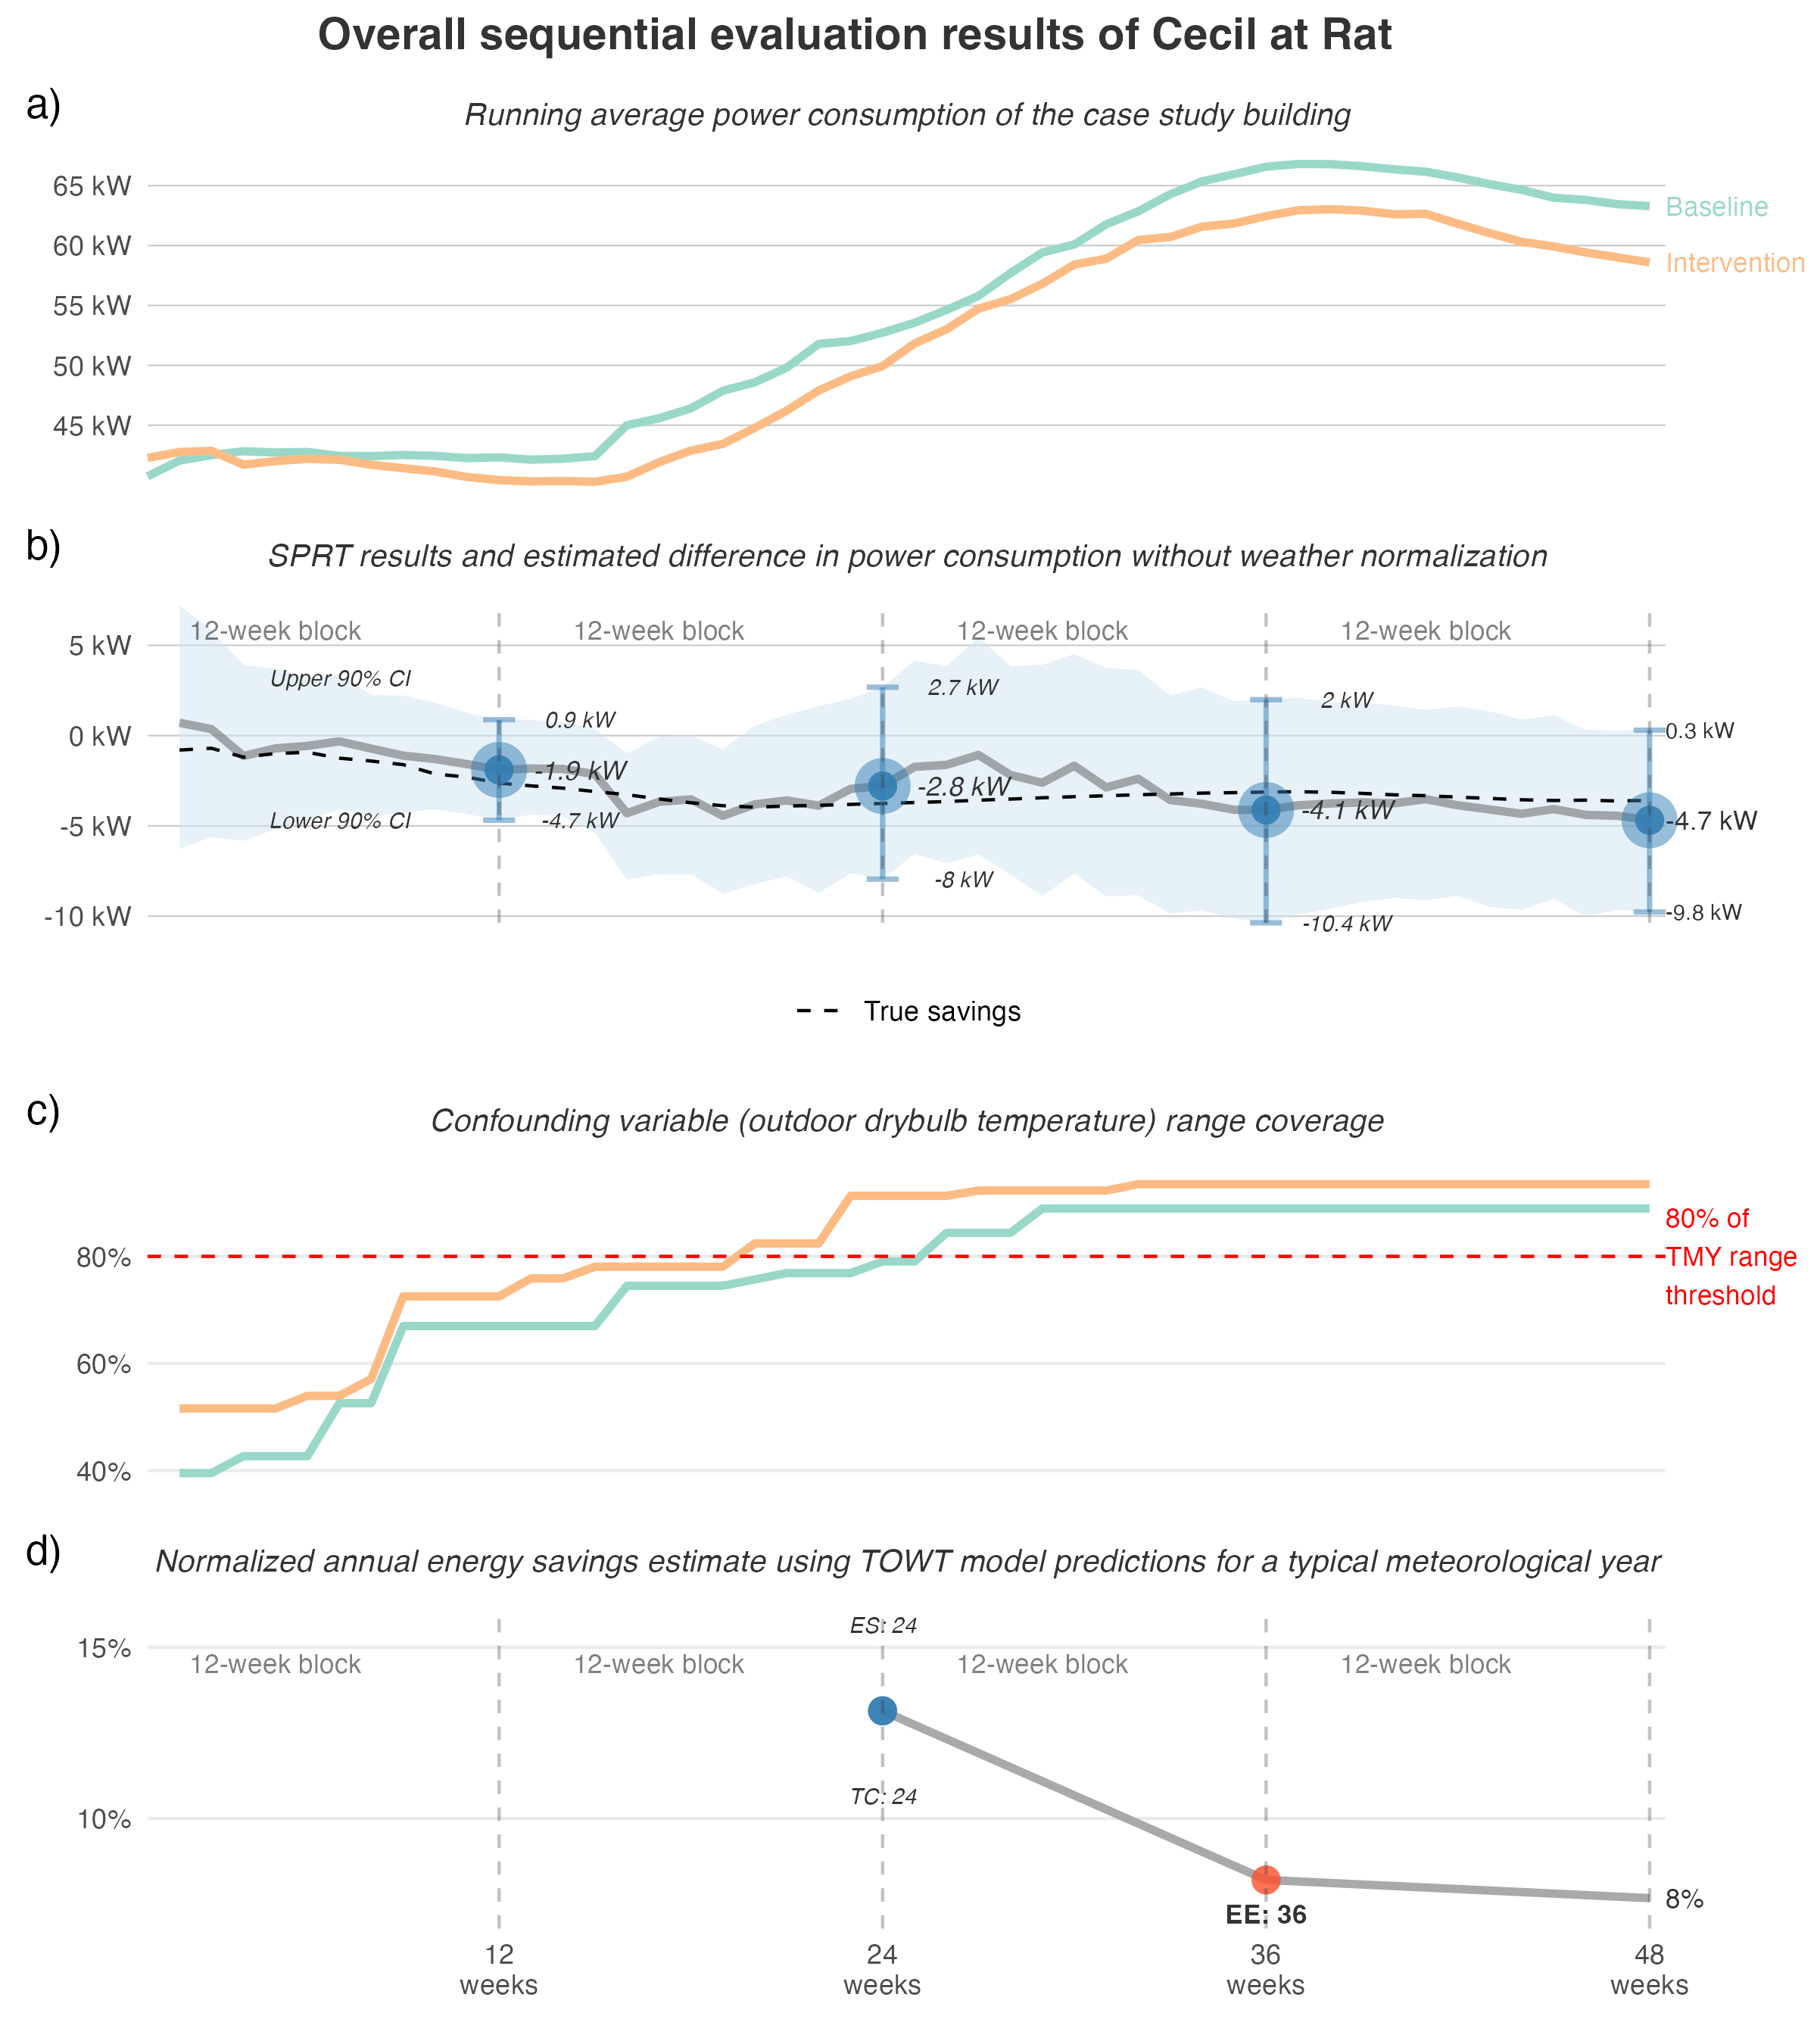 Overall sequential evaluation results of Cecil at Rat
a)
Running average power consumption of the case study building
65 kW
60 kW
55 kW
50 kW
45 kW
Baseline
Intervention
b)
SPRT results and estimated difference in power consumption without weather normalization
12-week block
12-week block
12-week block
12-week block
5 kW
0 kW
-5 kW
-10 kW
Upper 90% CI
Lower 90% CI
0.9 kW
-1.9 kW
-4.7 kW
2.7 kW
-2.8 kW
-8 kW
2 kW
-4.1 kW
-10.4 kW
0.3 kW
-4.7 kW
-9.8 kW
True savings
c)
Confounding variable (outdoor drybulb temperature) range coverage
80%
60%
40%
80% of
TMY range
threshold
d)
Normalized annual energy savings estimate using TOWT model predictions for a typical meteorological year
15%
10%
12-week block
12-week block
12-week block
12-week block
ES: 24
TC: 24
EE: 36
8%
12
weeks
24
weeks
36
weeks
48
weeks